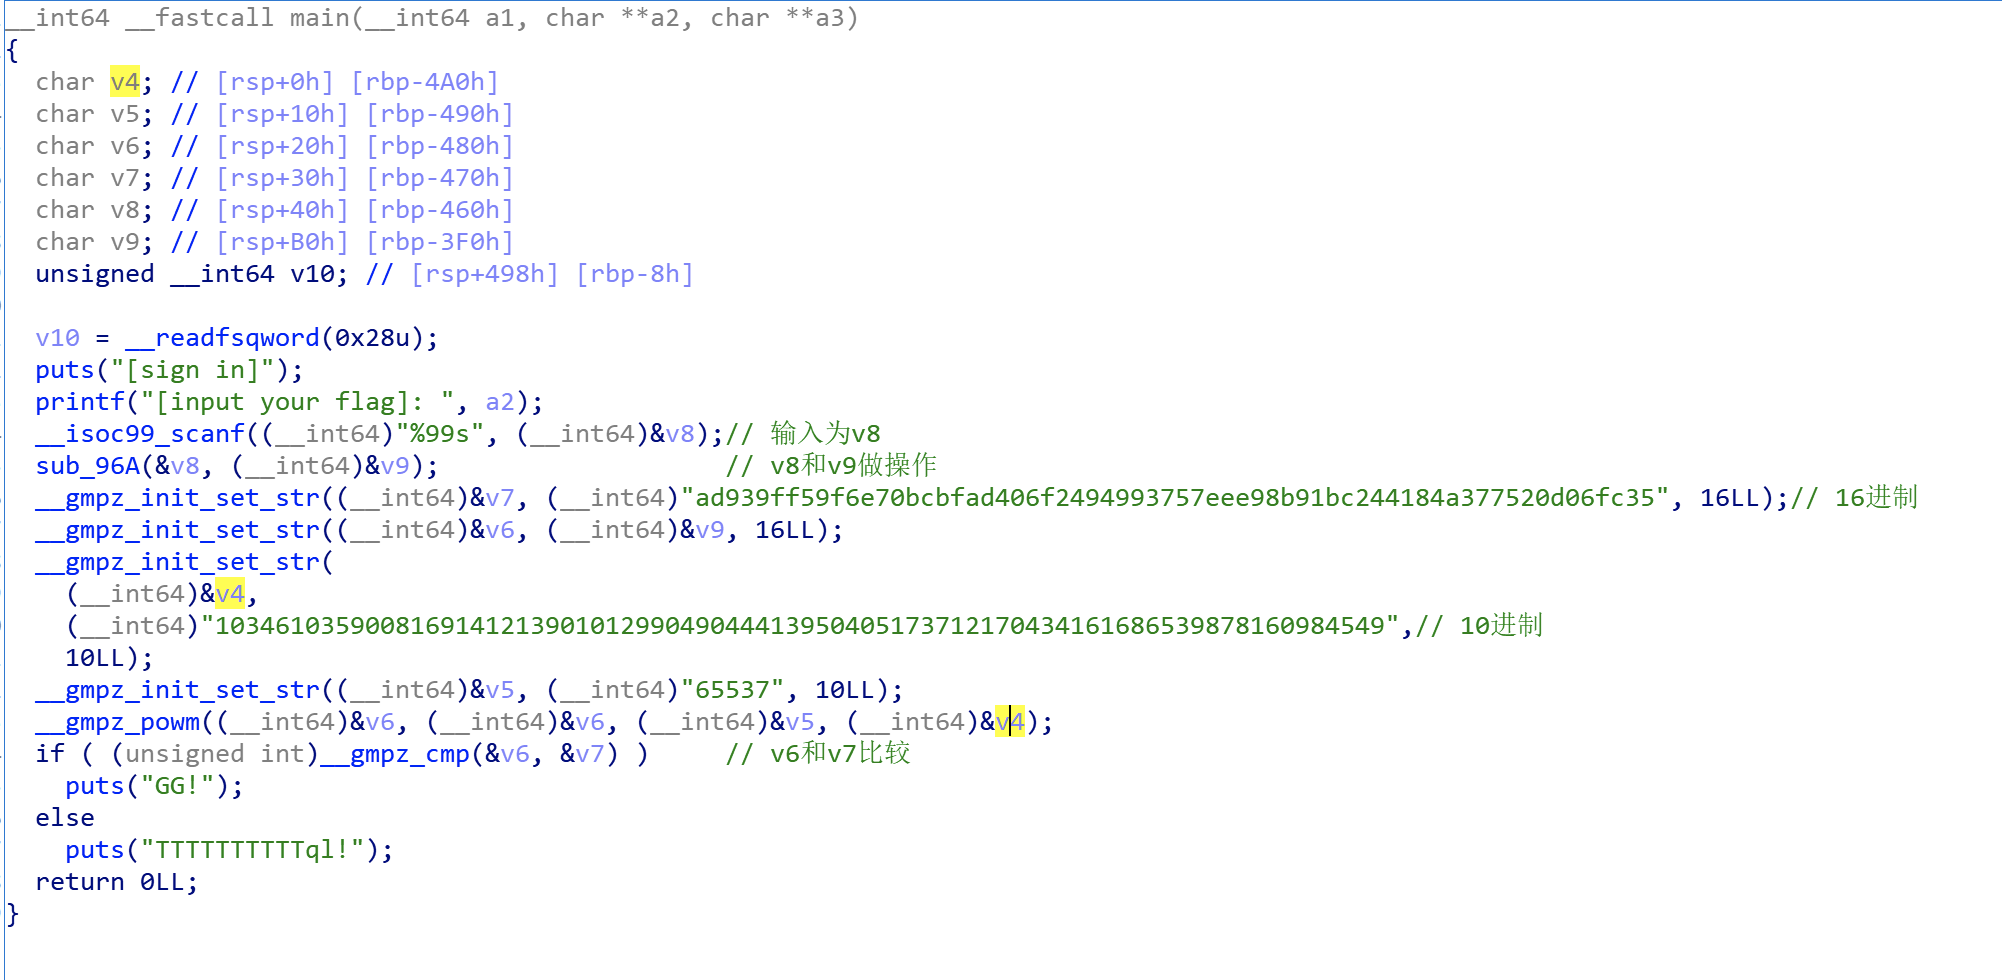 __int64 __fastcall main(__int64 a1, char **a2, char **a3)
{
  char v4; // [rsp+0h] [rbp-4A0h]
  char v5; // [rsp+10h] [rbp-490h]
  char v6; // [rsp+20h] [rbp-480h]
  char v7; // [rsp+30h] [rbp-470h]
  char v8; // [rsp+40h] [rbp-460h]
  char v9; // [rsp+B0h] [rbp-3F0h]
  unsigned __int64 v10; // [rsp+498h] [rbp-8h]

  v10 = __readfsqword(0x28u);
  puts("[sign in]");
  printf("[input your flag]: ", a2);
  __isoc99_scanf((__int64)"%99s", (__int64)&v8);// 输入为v8
  sub_96A(&v8, (__int64)&v9);                   // v8和v9做操作
  __gmpz_init_set_str((__int64)&v7, (__int64)"ad939ff59f6e70bcbfad406f2494993757eee98b91bc244184a377520d06fc35", 16LL);// 16进制
  __gmpz_init_set_str((__int64)&v6, (__int64)&v9, 16LL);
  __gmpz_init_set_str(
    (__int64)&v4,
    (__int64)"103461035900816914121390101299049044413950405173712170434161686539878160984549",// 10进制
    10LL);
  __gmpz_init_set_str((__int64)&v5, (__int64)"65537", 10LL);
  __gmpz_powm((__int64)&v6, (__int64)&v6, (__int64)&v5, (__int64)&v4);
  if ( (unsigned int)__gmpz_cmp(&v6, &v7) )     // v6和v7比较
    puts("GG!");
  else
    puts("TTTTTTTTTTql!");
  return 0LL;
}